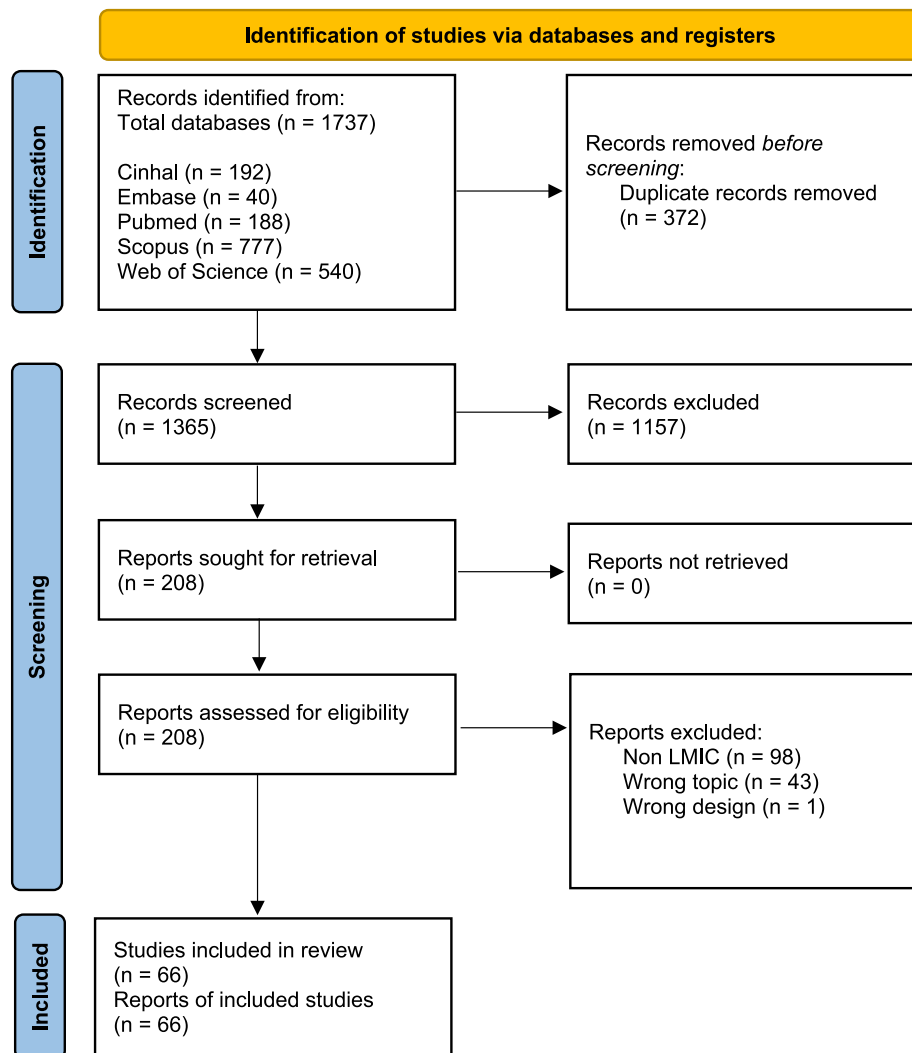 Identification of studies via databases and registers
Identification
Records identified from:
Total databases (n = 1737)
Cinhal (n = 192)
Embase (n = 40)
Pubmed (n = 188)
Scopus (n = 777)
Web of Science (n = 540)
Records removed before
screening:
Duplicate records removed
(n = 372)
Screening
Records screened
(n = 1365)
Records excluded
(n = 1157)
Reports sought for retrieval
(n = 208)
Reports not retrieved
(n = 0)
Reports assessed for eligibility
(n = 208)
Reports excluded:
Non LMIC (n = 98)
Wrong topic (n = 43)
Wrong design (n = 1)
Included
Studies included in review
(n = 66)
Reports of included studies
(n = 66)